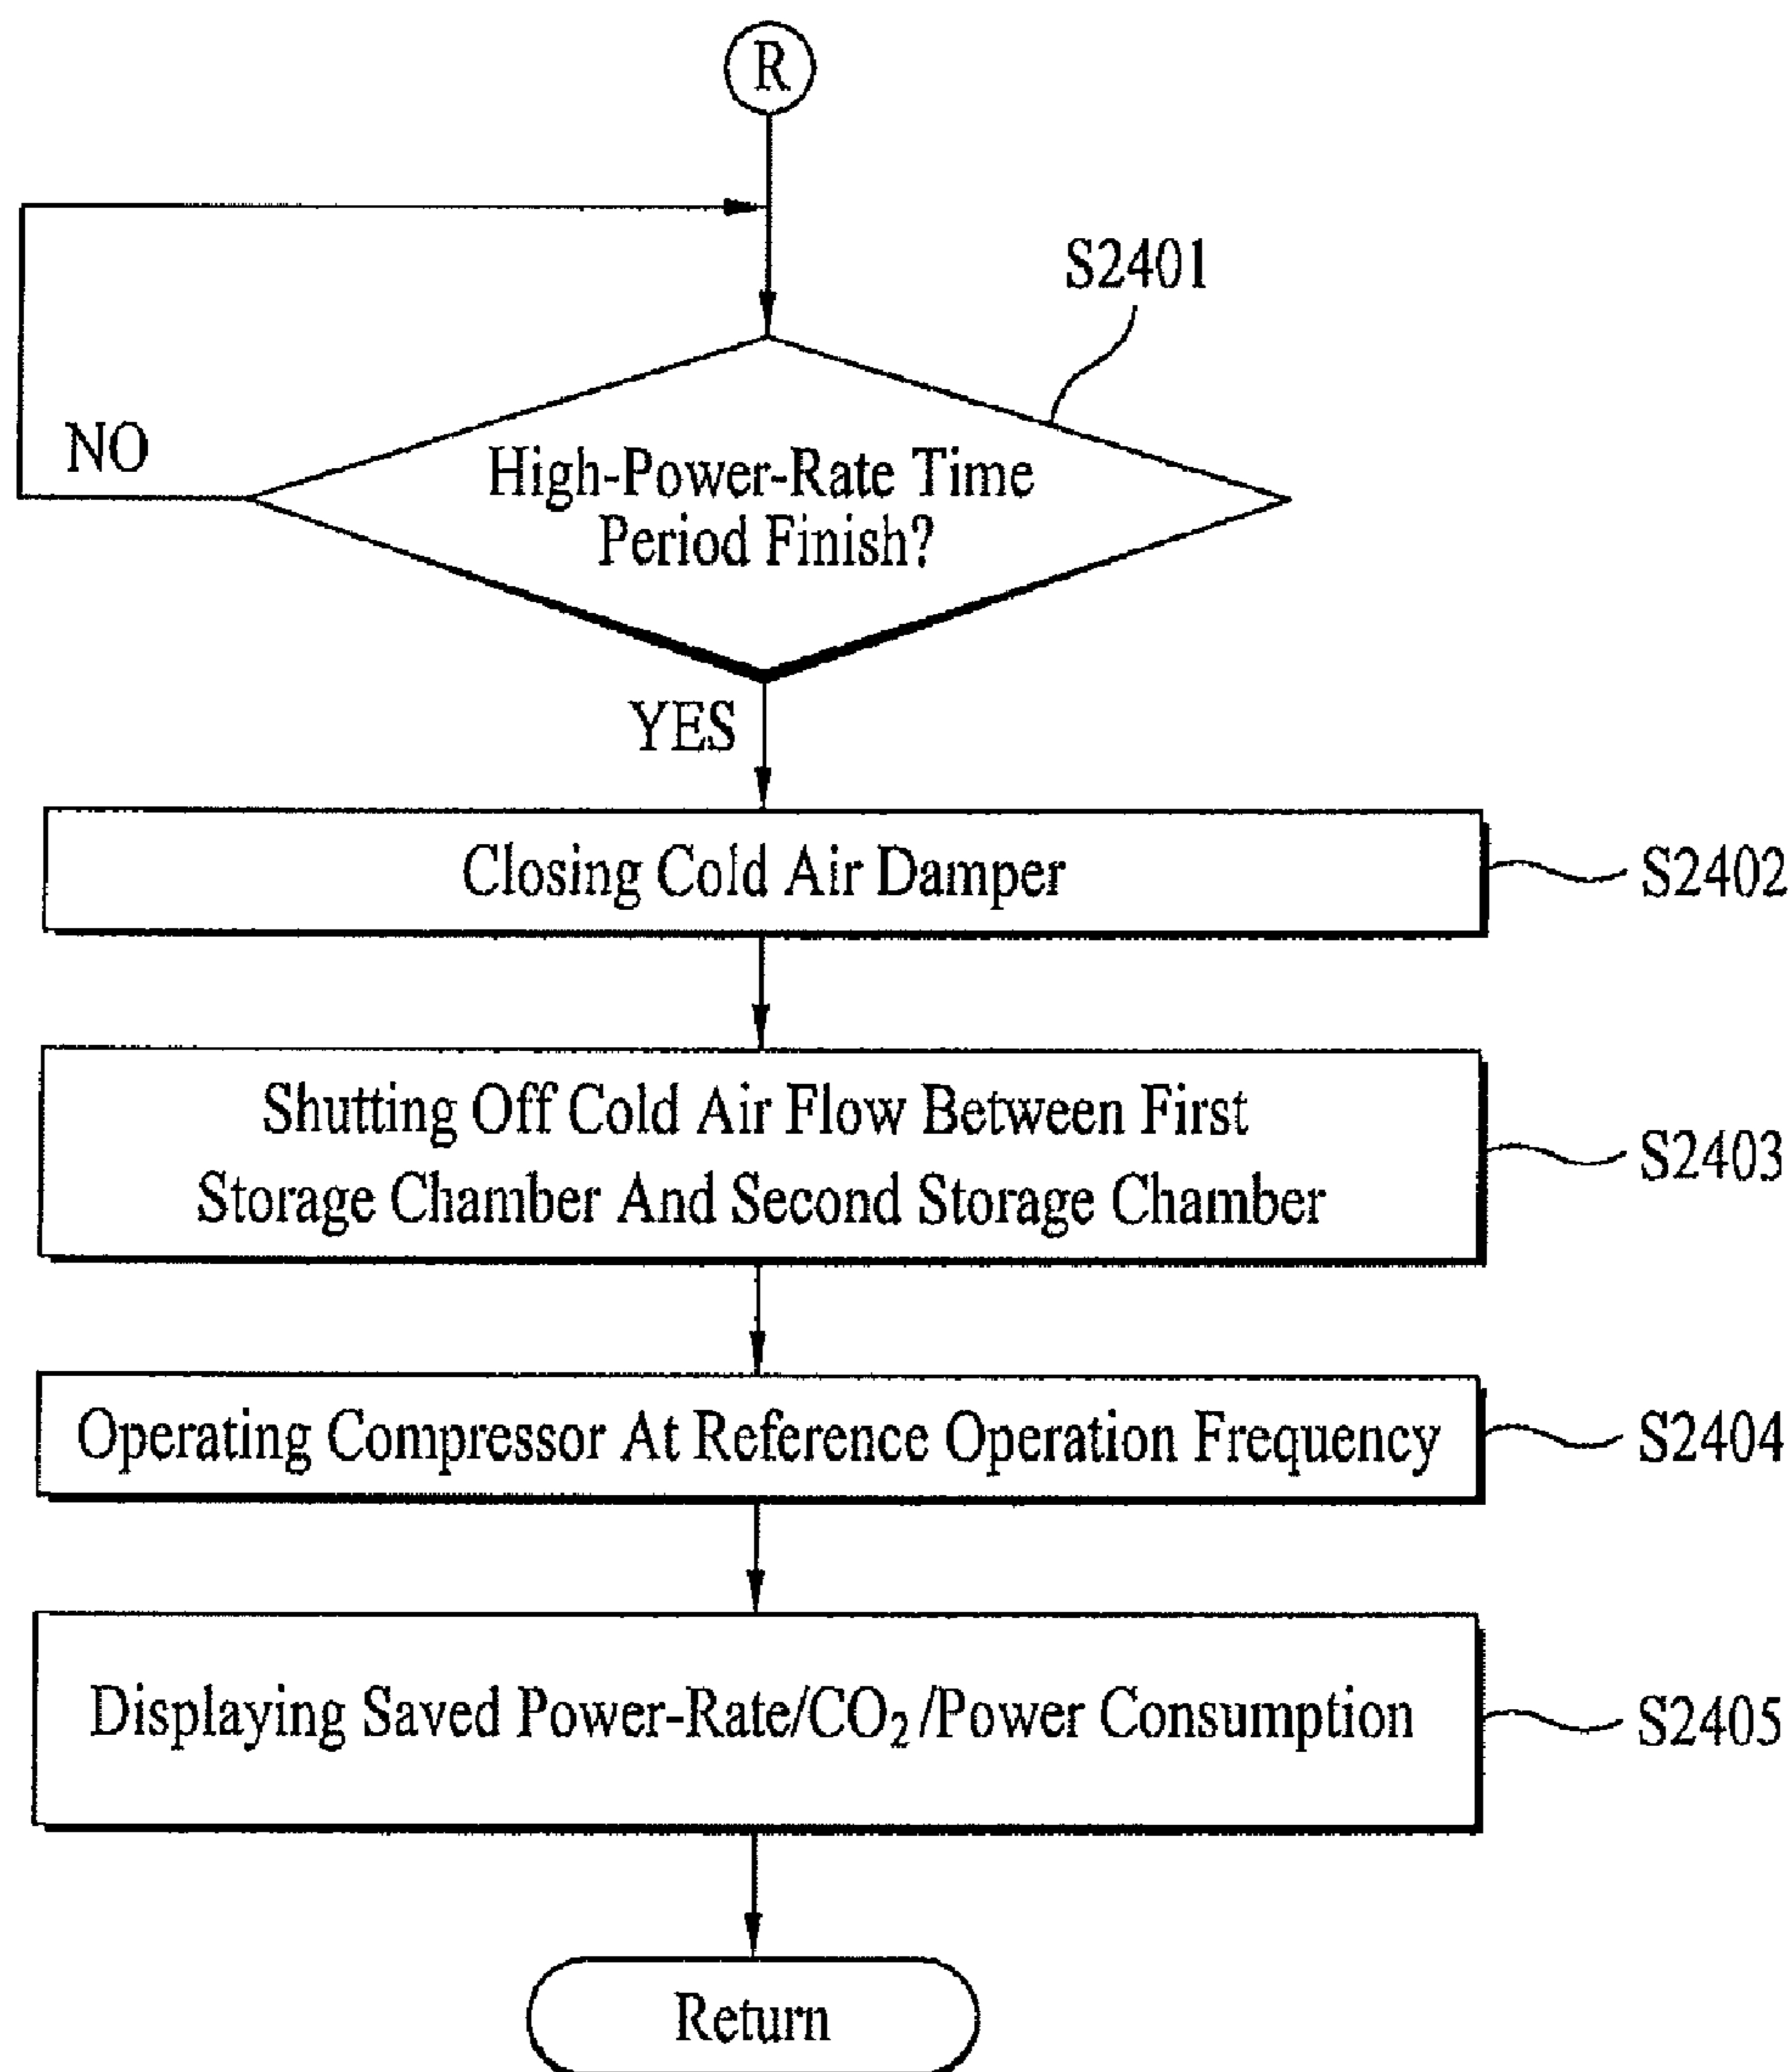 R
S2401
NO
High-Power-Rate Time
Period Finish?
YES
Closing Cold Air Damper
S2402
Shutting Off Cold Air Flow Between First
Storage Chamber And Second Storage Chamber
S2403
Operating Compressor At Reference Operation Frequency
S2404
Displaying Saved Power-Rate/CO₂/Power Consumption
S2405
Return